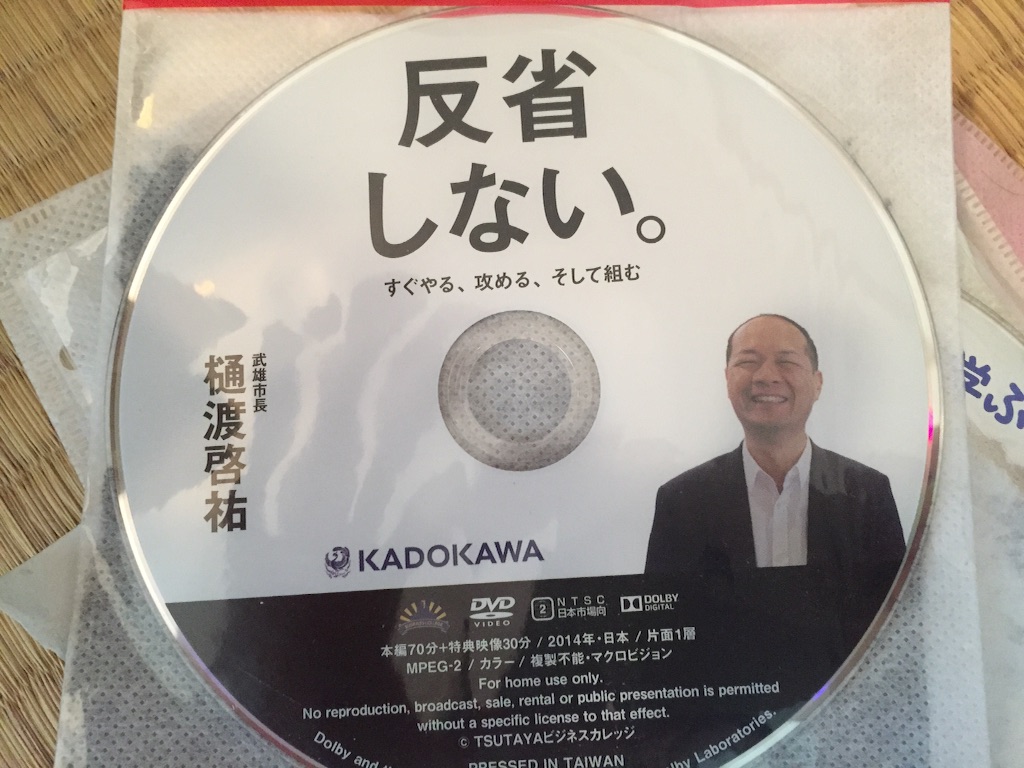 反省
しない。
すぐやる、攻める、そして組む
武雄市長
樋渡啓祐
KADOKAWA
DVD
VIDEO
2
NTSC
日本市場向
DOLBY
DIGITAL
本編70分+特典映像30分 / 2014年・日本 / 片面1層
MPEG-2 / カラー / 複製不能・マクロビジョン
For home use only.
No reproduction, broadcast, sale, rental or public presentation is permitted
without a specific license to that effect.
© TSUTAYAビジネスカレッジ
PRESSED IN TAIWAN
Dolby and
Laboratories.
学ぶ